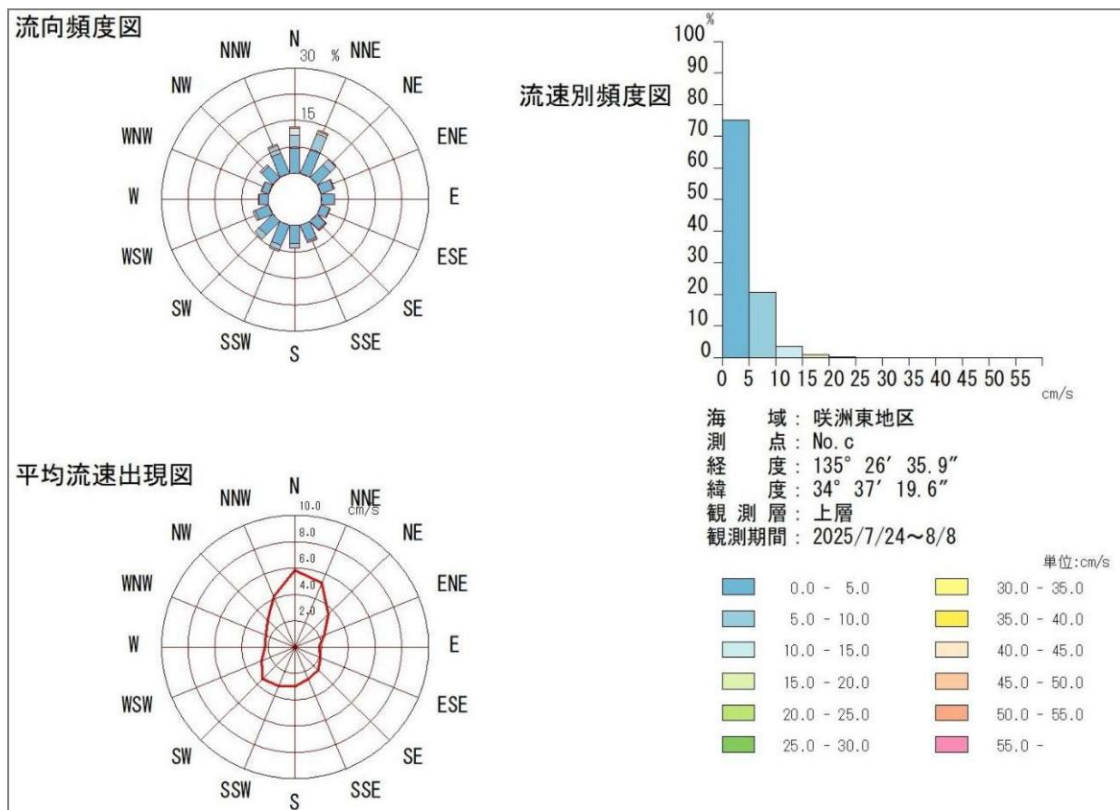 流向頻度図
N
NNE
NE
ENE
E
ESE
SE
SSE
S
SSW
SW
WSW
W
WNW
NW
NNW
30 %
15
流速別頻度図
%
100
90
80
70
60
50
40
30
20
10
0
0 5 10 15 20 25 30 35 40 45 50 55
cm/s
海 域 : 咲洲東地区
測 点 : No.c
経 度 : 135° 26′ 35.9″
緯 度 : 34° 37′ 19.6″
観 測 層 : 上層
観測期間 : 2025/7/24～8/8
平均流速出現図
N
NNE
NE
ENE
E
ESE
SE
SSE
S
SSW
SW
WSW
W
WNW
NW
NNW
10.0
cm/s
8.0
6.0
4.0
2.0
単位:cm/s
0.0 - 5.0
5.0 - 10.0
10.0 - 15.0
15.0 - 20.0
20.0 - 25.0
25.0 - 30.0
30.0 - 35.0
35.0 - 40.0
40.0 - 45.0
45.0 - 50.0
50.0 - 55.0
55.0 -